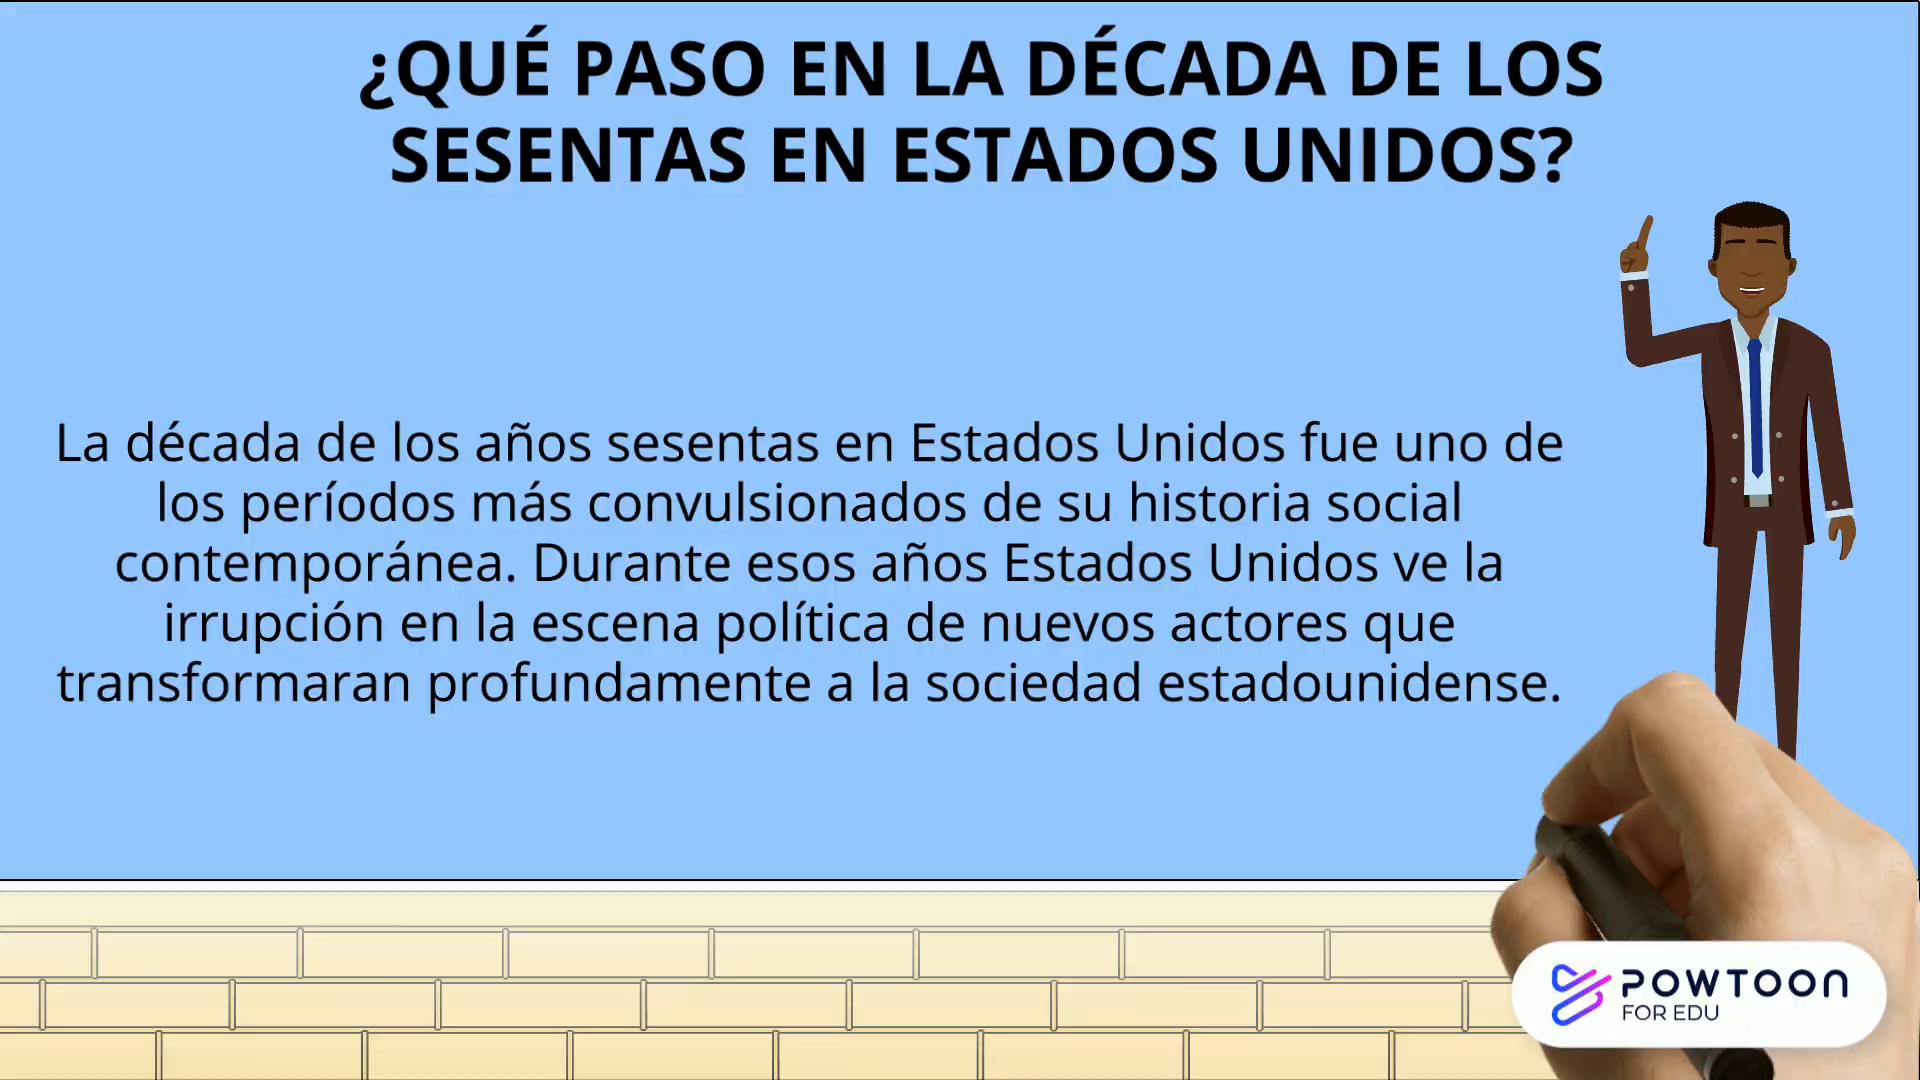 ¿QUÉ PASO EN LA DÉCADA DE LOS
SESENTAS EN ESTADOS UNIDOS?
La década de los años sesentas en Estados Unidos fue uno de
los períodos más convulsionados de su historia social
contemporánea. Durante esos años Estados Unidos ve la
irrupción en la escena política de nuevos actores que
transformaran profundamente a la sociedad estadounidense.
POWTOON
FOR EDU